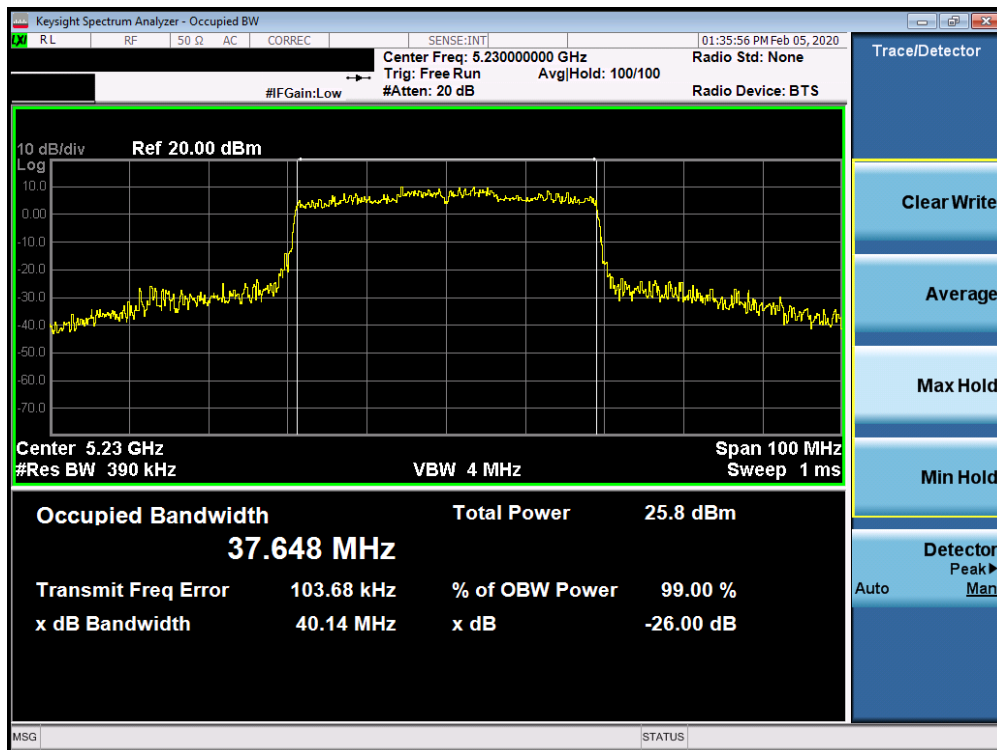 Keysight Spectrum Analyzer - Occupied BW
LXI RL RF 50 Ω AC CORREC SENSE:INT 01:35:56 PM Feb 05, 2020
Center Freq: 5.230000000 GHz Radio Std: None
Trig: Free Run Avg|Hold: 100/100
#IFGain:Low #Atten: 20 dB Radio Device: BTS
Trace/Detector
10 dB/div Ref 20.00 dBm
Log
10.0
0.00
-10.0
-20.0
-30.0
-40.0
-50.0
-60.0
-70.0
Center 5.23 GHz Span 100 MHz
#Res BW 390 kHz VBW 4 MHz Sweep 1 ms
Clear Write
Average
Max Hold
Min Hold
Detector
Peak▶
Auto Man
Occupied Bandwidth Total Power 25.8 dBm
37.648 MHz
Transmit Freq Error 103.68 kHz % of OBW Power 99.00 %
x dB Bandwidth 40.14 MHz x dB -26.00 dB
MSG STATUS